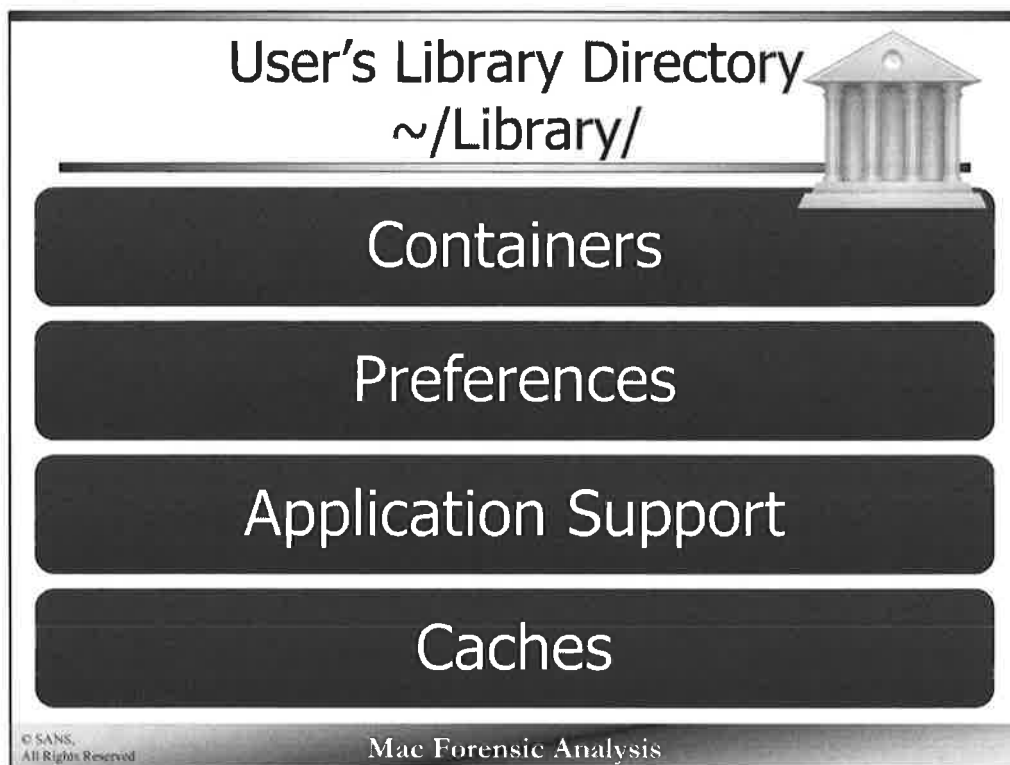 User's Library Directory
~/Library/
Containers
Preferences
Application Support
Caches
© SANS,
All Rights Reserved
Mac Forensic Analysis